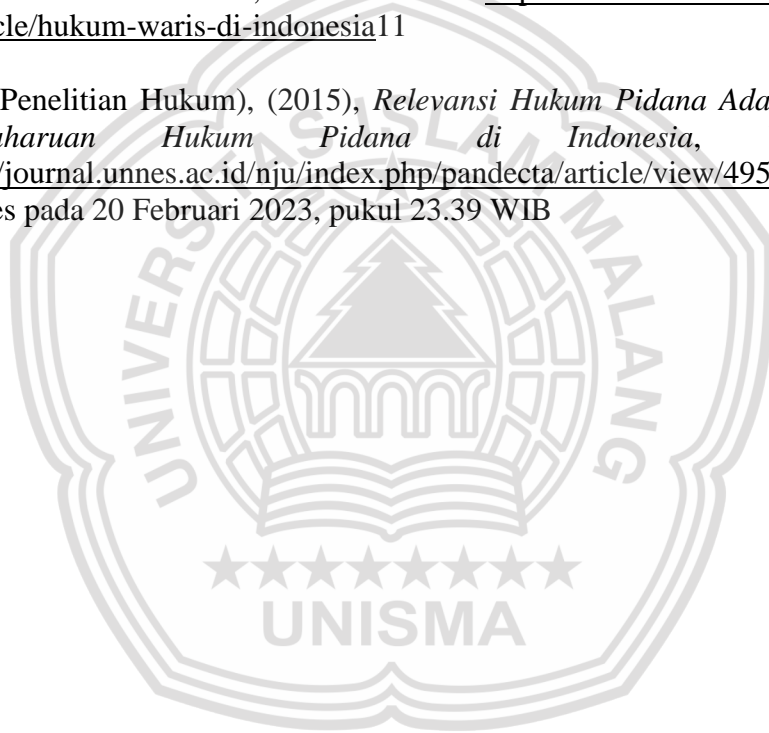 cle/hukum-waris-di-indonesia11
Penelitian Hukum), (2015), Relevansi Hukum Pidana Ada
aharuan Hukum Pidana di Indonesia,
/journal.unnes.ac.id/nju/index.php/pandecta/article/view/495
es pada 20 Februari 2023, pukul 23.39 WIB
UNIVERSITAS ISLAM MALANG
UNISMA